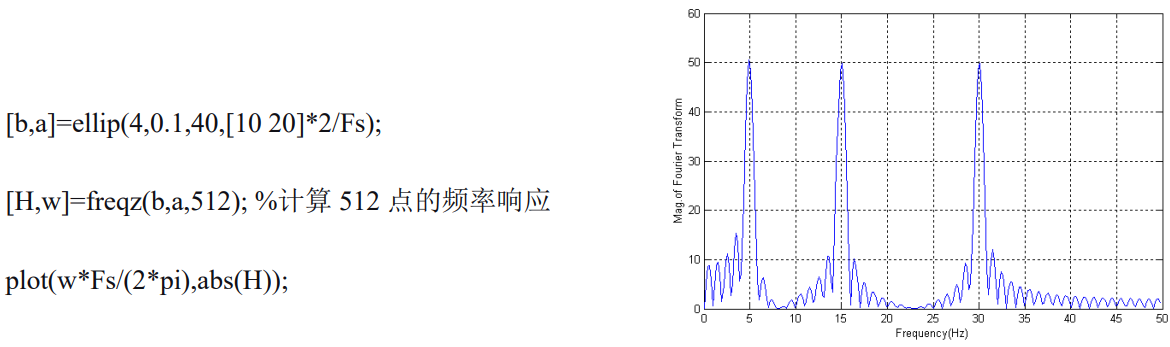 [b,a]=ellip(4,0.1,40,[10 20]*2/Fs);
[H,w]=freqz(b,a,512); %计算 512 点的频率响应
plot(w*Fs/(2*pi),abs(H));
60
50
40
30
20
10
0
Mag.of Fourier Transform
0 5 10 15 20 25 30 35 40 45 50
Frequency(Hz)